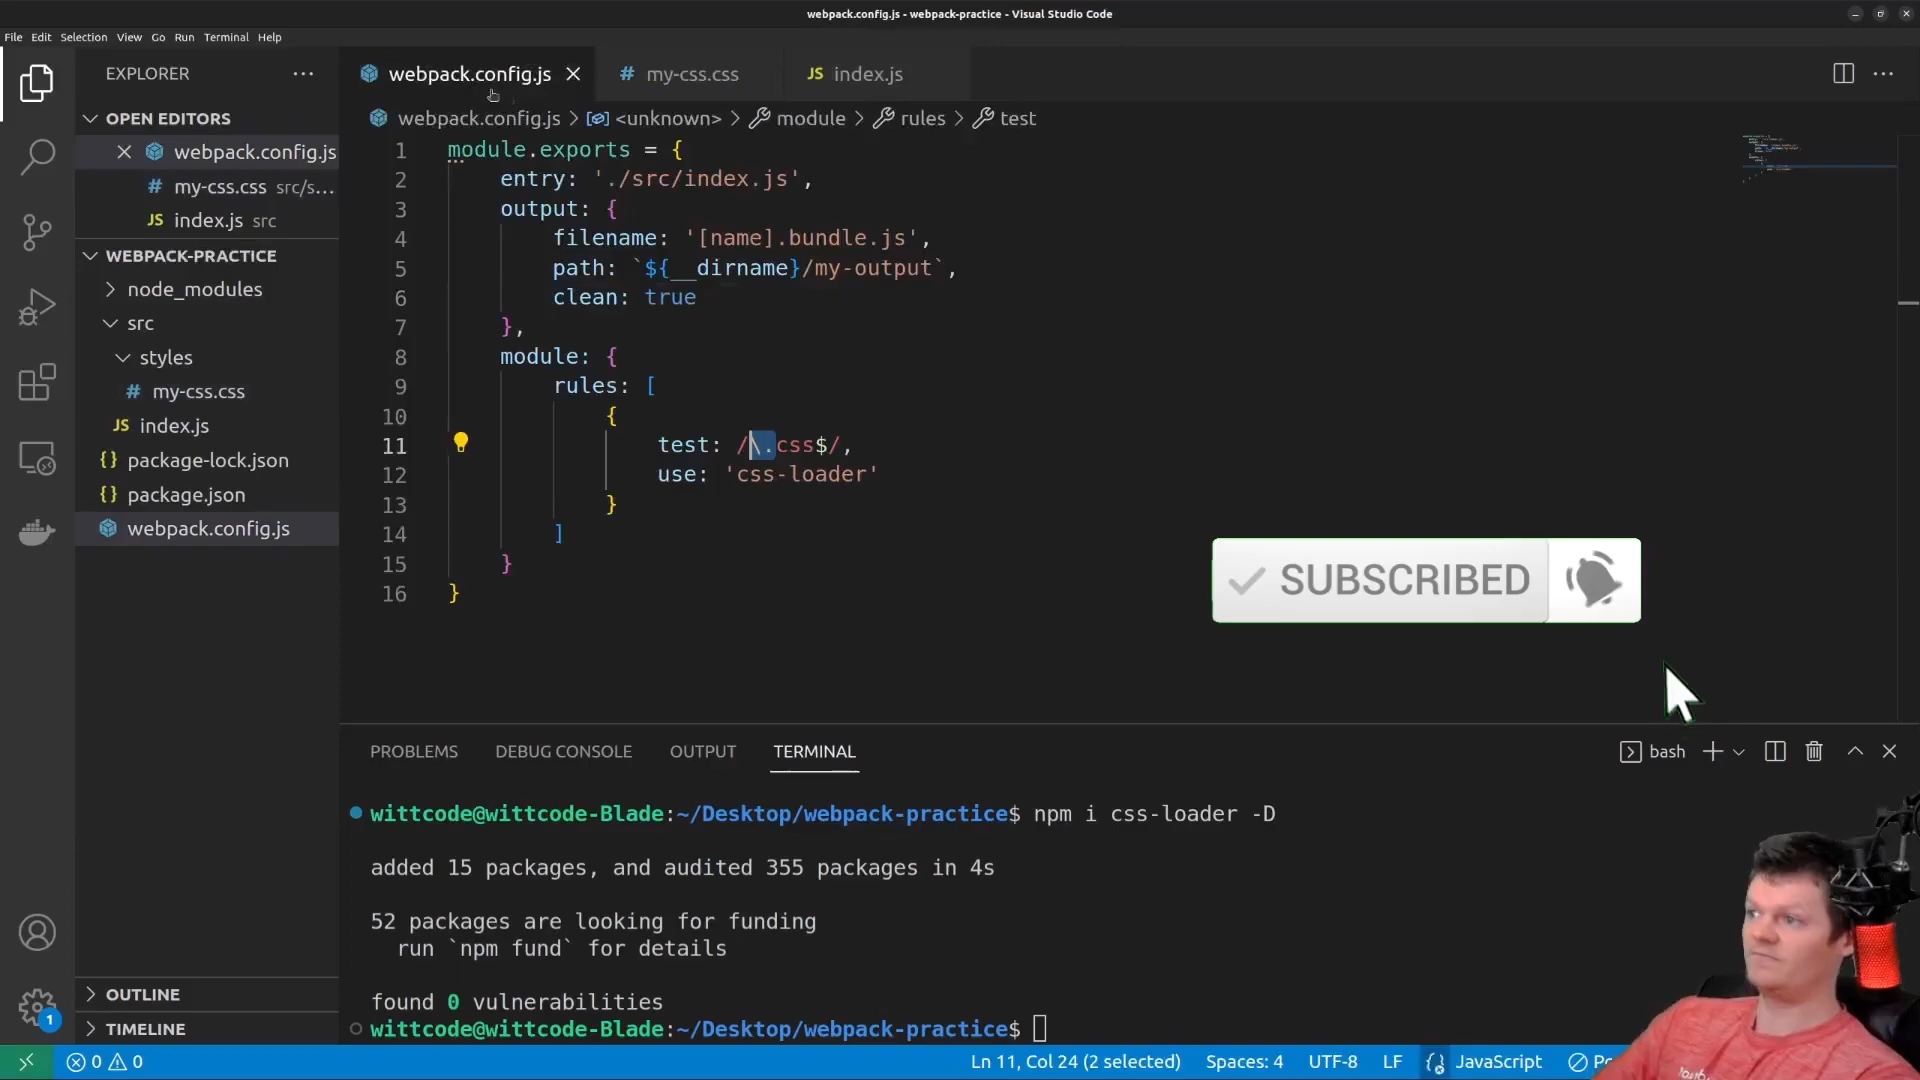 webpack.config.js - webpack-practice - Visual Studio Code
File Edit Selection View Go Run Terminal Help
EXPLORER
webpack.config.js
my-css.css
index.js
webpack.config.js > <unknown> > module > rules > test
OPEN EDITORS
webpack.config.js
my-css.css src/s...
index.js src
WEBPACK-PRACTICE
node_modules
src
styles
my-css.css
index.js
package-lock.json
package.json
webpack.config.js
OUTLINE
TIMELINE
1 module.exports = {
2 entry: './src/index.js',
3 output: {
4 filename: '[name].bundle.js',
5 path: `${__dirname}/my-output`,
6 clean: true
7 },
8 module: {
9 rules: [
10 {
11 test: /\.css$/,
12 use: 'css-loader'
13 }
14 ]
15 }
16 }
SUBSCRIBED
PROBLEMS DEBUG CONSOLE OUTPUT TERMINAL
bash
wittcode@wittcode-Blade:~/Desktop/webpack-practice$ npm i css-loader -D
added 15 packages, and audited 355 packages in 4s
52 packages are looking for funding
run `npm fund` for details
found 0 vulnerabilities
wittcode@wittcode-Blade:~/Desktop/webpack-practice$
1
0 0
Ln 11, Col 24 (2 selected) Spaces: 4 UTF-8 LF JavaScript